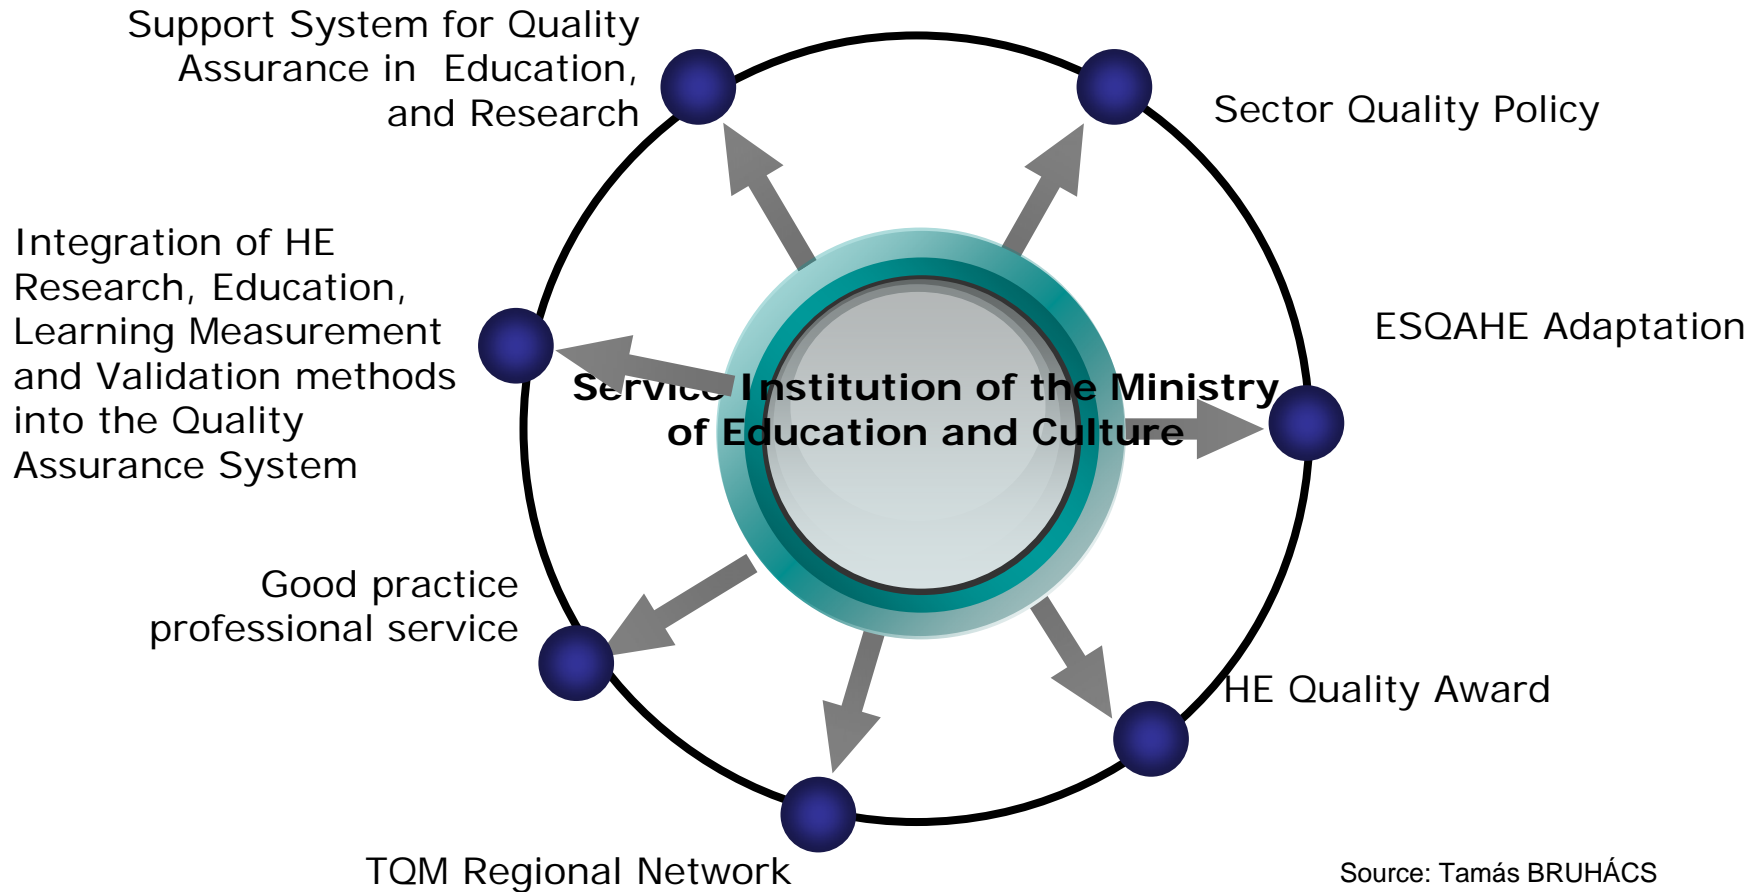 Support System for Quality
Assurance in Education,
and Research
Sector Quality Policy
Integration of HE
Research, Education,
Learning Measurement
and Validation methods
into the Quality
Assurance System
ESQAHE Adaptation
Service Institution of the Ministry
of Education and Culture
Good practice
professional service
HE Quality Award
TQM Regional Network
Source: Tamás BRUHÁCS